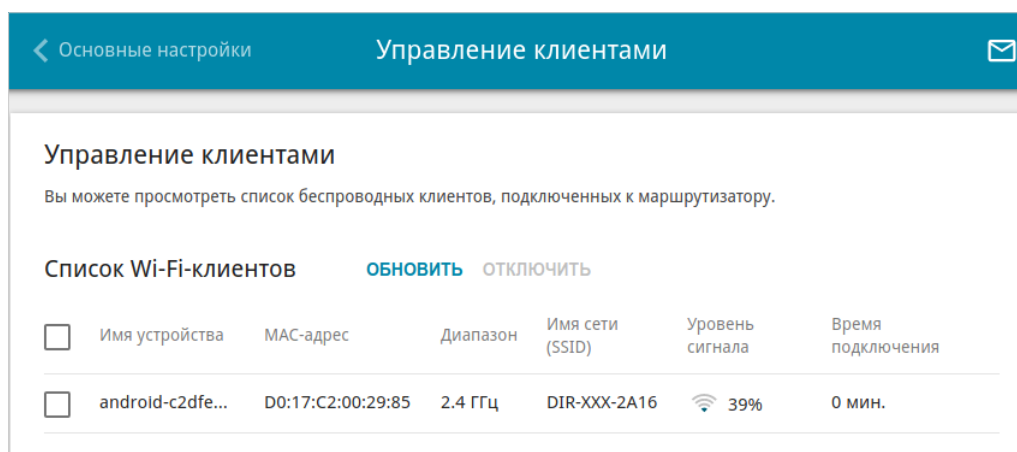 Основные настройки Управление клиентами
Управление клиентами
Вы можете просмотреть список беспроводных клиентов, подключенных к маршрутизатору.
Список Wi-Fi-клиентов ОБНОВИТЬ ОТКЛЮЧИТЬ
Имя устройства MAC-адрес Диапазон Имя сети (SSID) Уровень сигнала Время подключения
android-c2dfe... D0:17:C2:00:29:85 2.4 ГГц DIR-XXX-2A16 39% 0 мин.